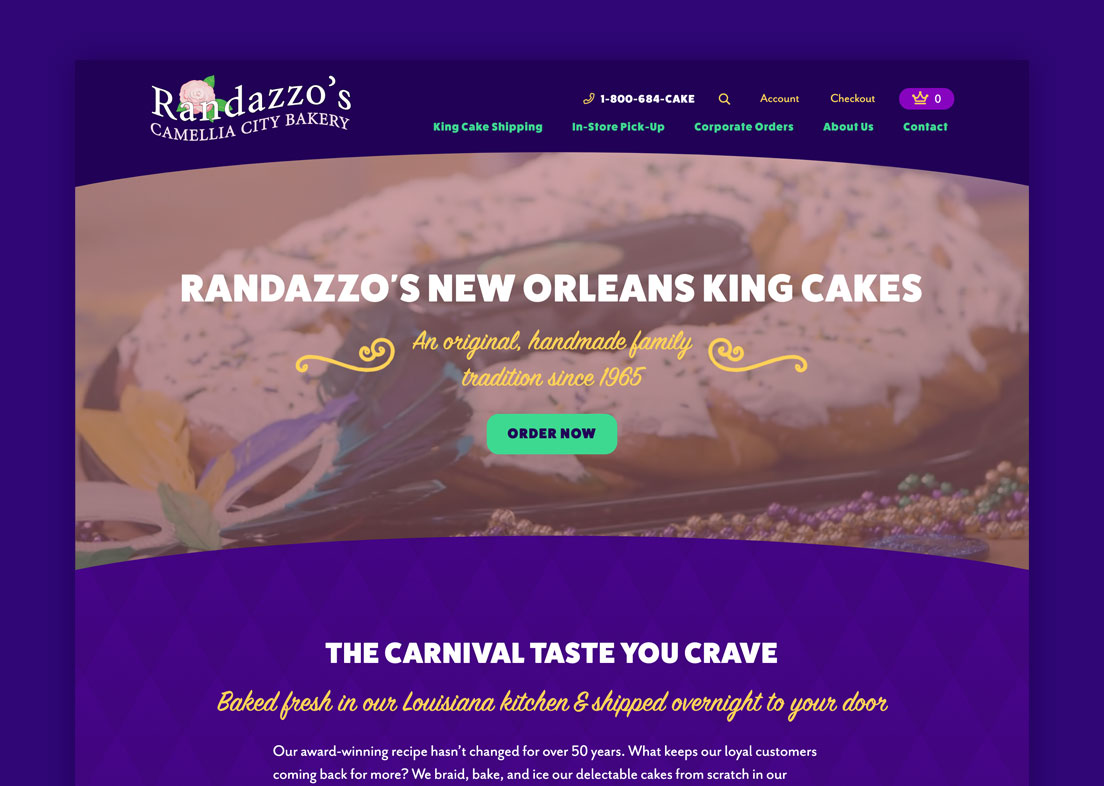 Randazzo's
CAMELLIA CITY BAKERY
1-800-684-CAKE
Account
Checkout
0
King Cake Shipping
In-Store Pick-Up
Corporate Orders
About Us
Contact
RANDAZZO'S NEW ORLEANS KING CAKES
An original, handmade family
tradition since 1965
ORDER NOW
THE CARNIVAL TASTE YOU CRAVE
Baked fresh in our Louisiana kitchen & shipped overnight to your door
Our award-winning recipe hasn't changed for over 50 years. What keeps our loyal customers
coming back for more? We braid, bake, and ice our delectable cakes from scratch in our